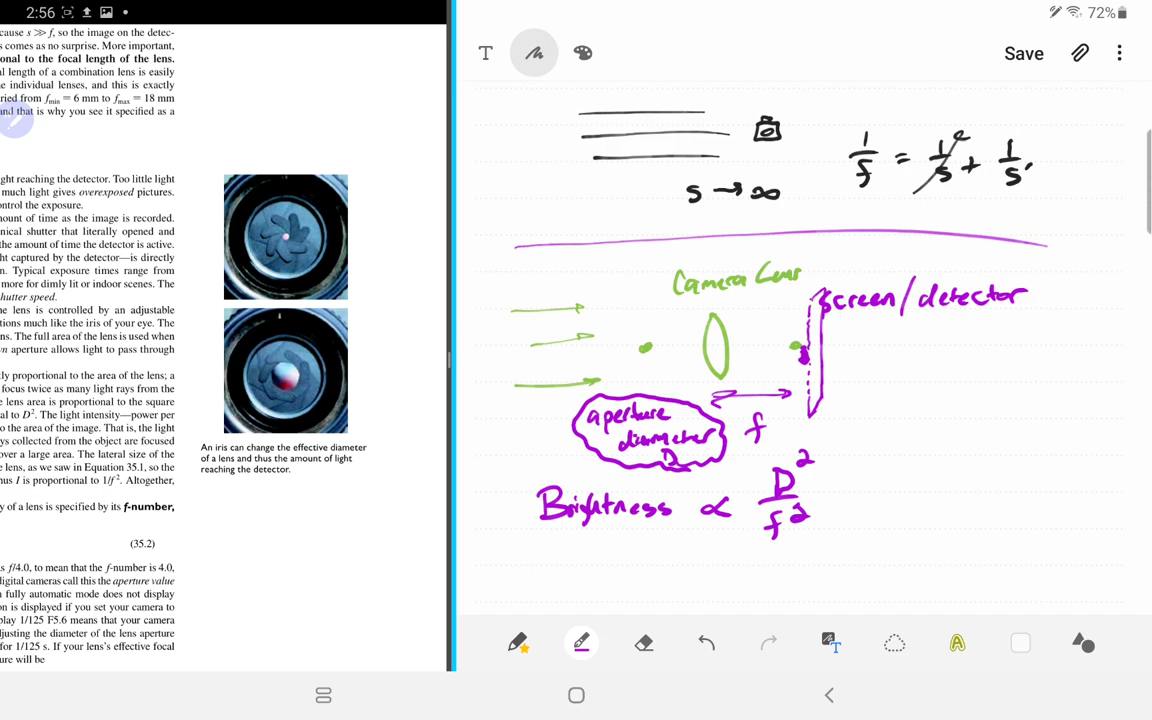 2:56
72%
cause s ≫ f, so the image on the detec-
s comes as no surprise. More important,
onal to the focal length of the lens.
al length of a combination lens is easily
e individual lenses, and this is exactly
ried from fmin = 6 mm to fmax = 18 mm
and that is why you see it specified as a
ght reaching the detector. Too little light
much light gives overexposed pictures.
ontrol the exposure.
mount of time as the image is recorded.
nical shutter that literally opened and
the amount of time the detector is active.
ht captured by the detector—is directly
n. Typical exposure times range from
more for dimly lit or indoor scenes. The
hutter speed.
he lens is controlled by an adjustable
tions much like the iris of your eye. The
ns. The full area of the lens is used when
wn aperture allows light to pass through
tly proportional to the area of the lens; a
focus twice as many light rays from the
e lens area is proportional to the square
al to D². The light intensity—power per
o the area of the image. That is, the light
ys collected from the object are focused
over a large area. The lateral size of the
e lens, as we saw in Equation 35.1, so the
nus I is proportional to 1/f². Altogether,
y of a lens is specified by its f-number,
(35.2)
s f/4.0, to mean that the f-number is 4.0,
digital cameras call this the aperture value
n fully automatic mode does not display
on is displayed if you set your camera to
play 1/125 F5.6 means that your camera
djusting the diameter of the lens aperture
for 1/125 s. If your lens's effective focal
ure will be
An iris can change the effective diameter
of a lens and thus the amount of light
reaching the detector.
T
Save
1/f = 1/s + 1/s'
s → ∞
Camera Lens
Screen/detector
aperture
diameter
D
f
Brightness ∝ D²/f²
A